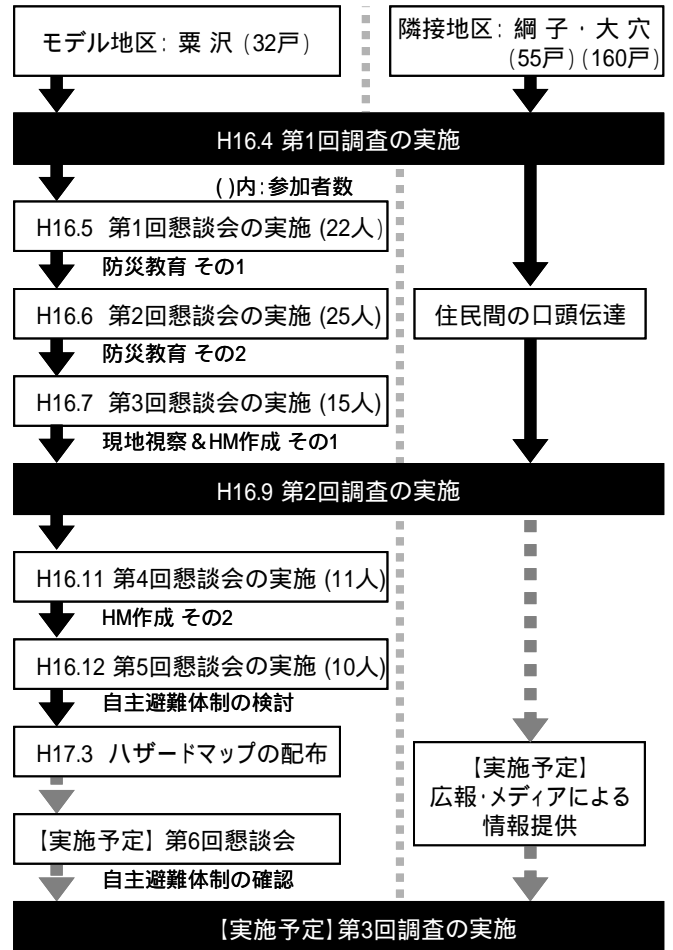 モデル地区：粟 沢 (32戸)
隣接地区：綱 子 ・ 大 穴
(55戸) (160戸)
H16.4 第1回調査の実施
( )内：参加者数
H16.5 第1回懇談会の実施 (22人)
防災教育 その1
H16.6 第2回懇談会の実施 (25人)
住民間の口頭伝達
防災教育 その2
H16.7 第3回懇談会の実施 (15人)
現地視察＆HM作成 その1
H16.9 第2回調査の実施
H16.11 第4回懇談会の実施 (11人)
HM作成 その2
H16.12 第5回懇談会の実施 (10人)
自主避難体制の検討
H17.3 ハザードマップの配布
【実施予定】
広報・メディアによる
情報提供
【実施予定】 第6回懇談会
自主避難体制の確認
【実施予定】第3回調査の実施